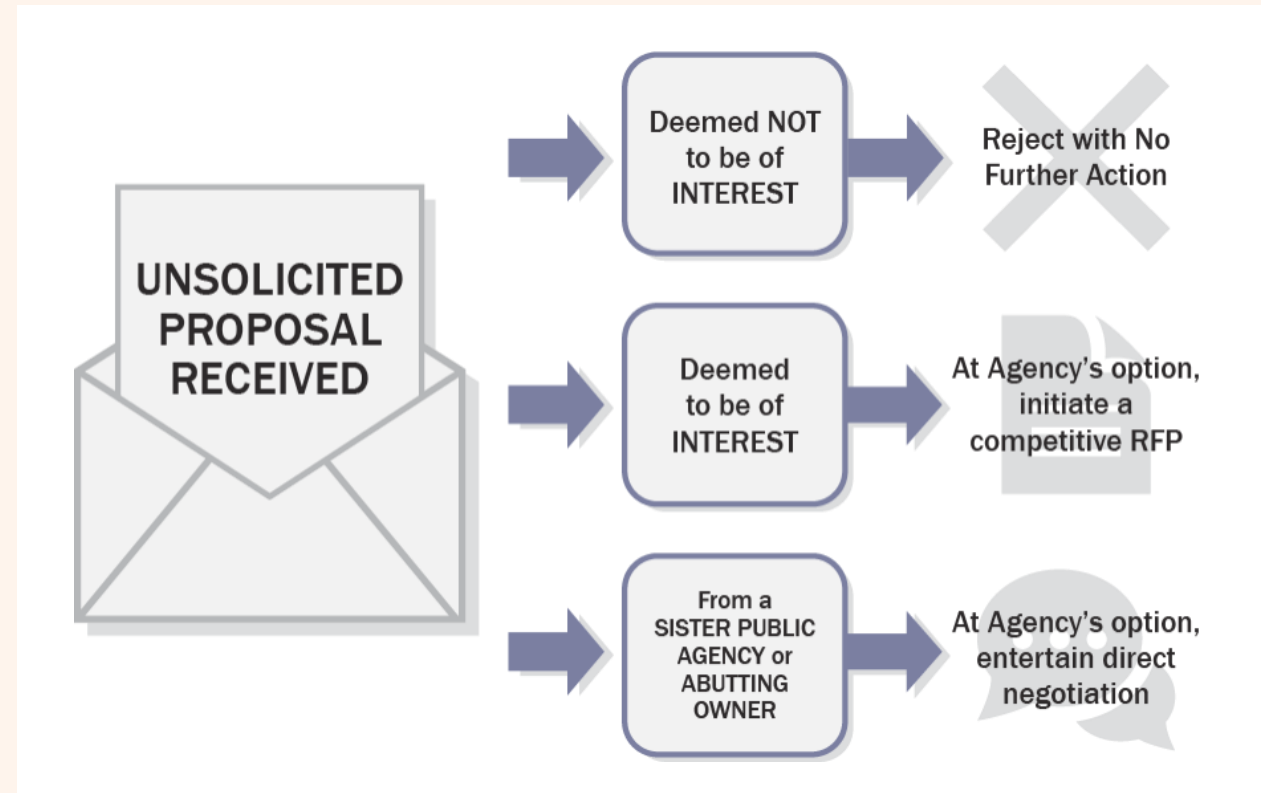 UNSOLICITED
PROPOSAL
RECEIVED
Deemed NOT
to be of
INTEREST
Reject with No
Further Action
Deemed
to be of
INTEREST
At Agency’s option,
initiate a
competitive RFP
From a
SISTER PUBLIC
AGENCY or
ABUTTING
OWNER
At Agency’s option,
entertain direct
negotiation